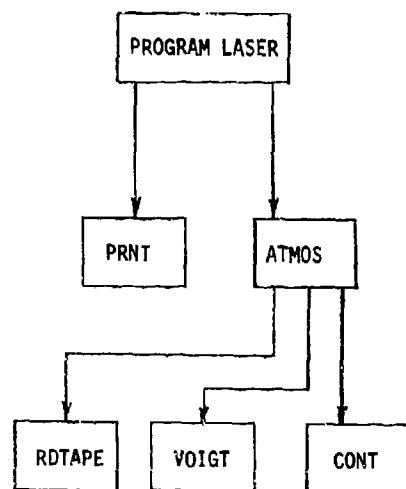 PROGRAM LASER
PRNT
ATMOS
RDTAPE
VOIGT
CONT